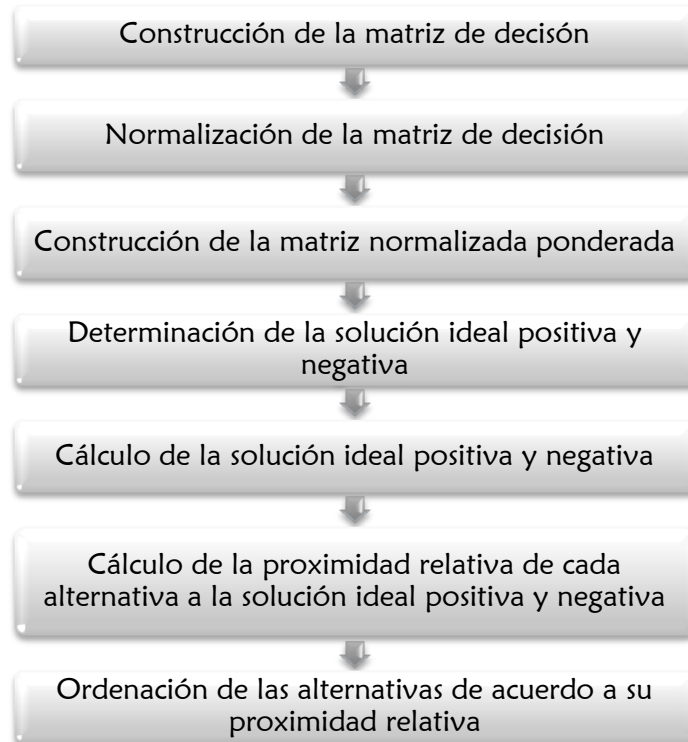 Construcción de la matriz de decisón
Normalización de la matriz de decisión
Construcción de la matriz normalizada ponderada
Determinación de la solución ideal positiva y
negativa
Cálculo de la solución ideal positiva y negativa
Cálculo de la proximidad relativa de cada
alternativa a la solución ideal positiva y negativa
Ordenación de las alternativas de acuerdo a su
proximidad relativa